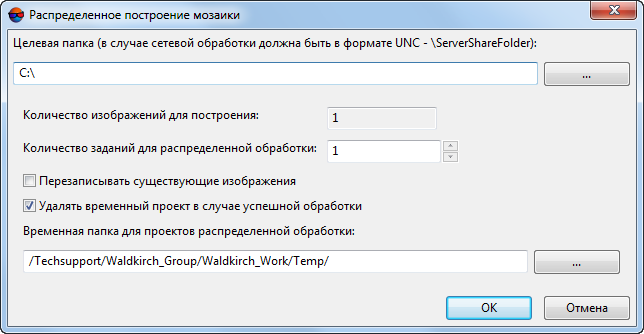 Распределенное построение мозаики
Целевая папка (в случае сетевой обработки должна быть в формате UNC - \ServerShareFolder):
C:\
...
Количество изображений для построения:
1
Количество заданий для распределенной обработки:
1
Перезаписывать существующие изображения
Удалять временный проект в случае успешной обработки
Временная папка для проектов распределенной обработки:
/Techsupport/Waldkirch_Group/Waldkirch_Work/Temp/
...
OK
Отмена